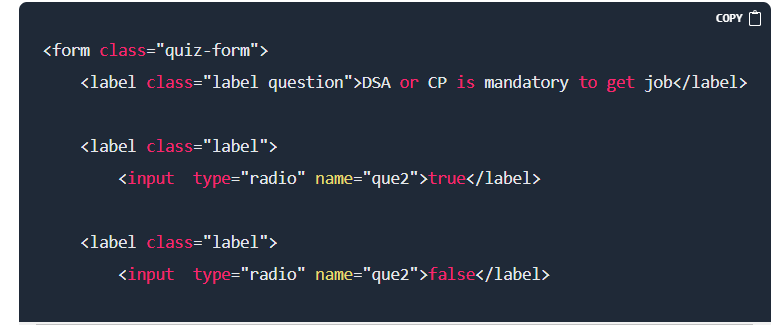 COPY
<form class="quiz-form">
<label class="label question">DSA or CP is mandatory to get job</label>
<label class="label">
<input  type="radio" name="que2">true</label>
<label class="label">
<input  type="radio" name="que2">false</label>